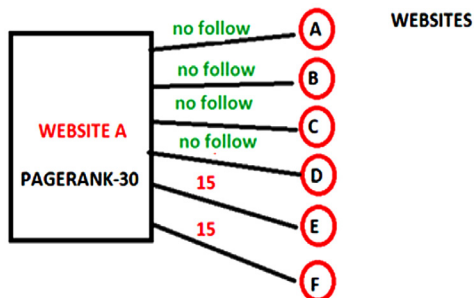 WEBSITES
no follow
A
no follow
B
no follow
C
WEBSITE A
no follow
D
PAGERANK-30
15
E
15
F